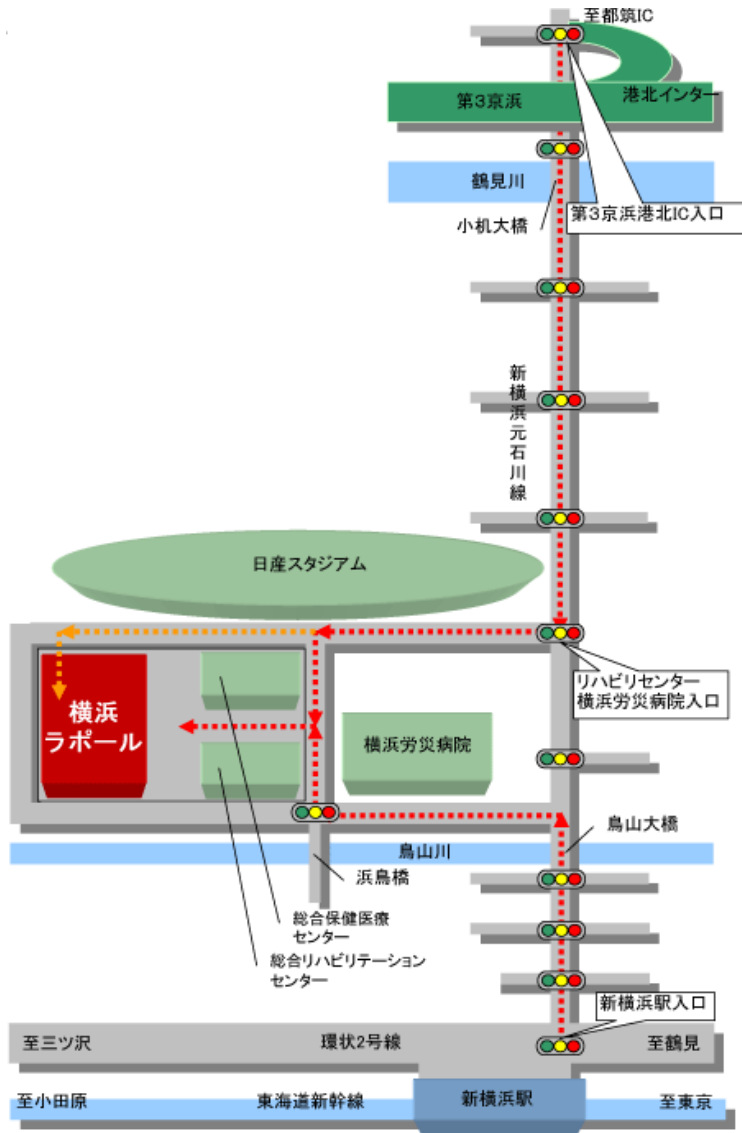 至都筑IC
第3京浜
港北インター
鶴見川
第3京浜港北IC入口
小机大橋
新横浜元石川線
日産スタジアム
リハビリセンター
横浜労災病院入口
横浜
ラポール
横浜労災病院
鳥山大橋
鳥山川
浜鳥橋
総合保健医療
センター
総合リハビリテーション
センター
新横浜駅入口
至三ツ沢
環状2号線
至鶴見
至小田原
東海道新幹線
新横浜駅
至東京